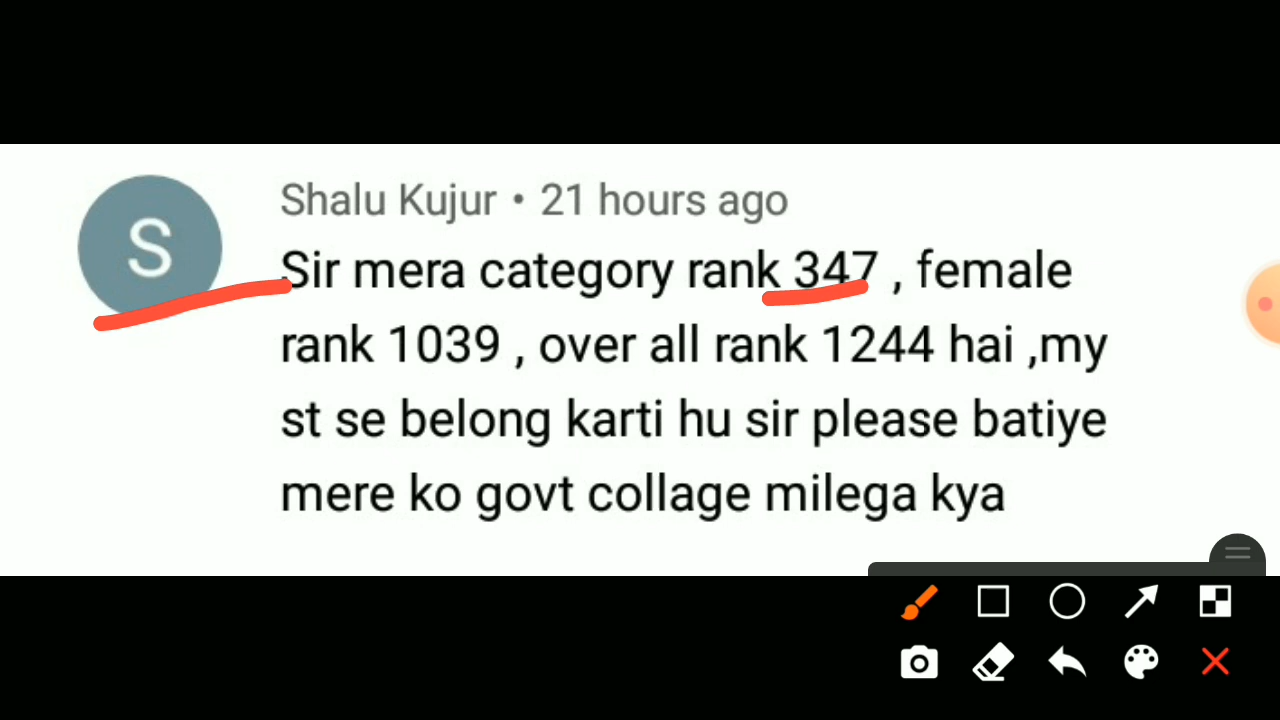 S
Shalu Kujur • 21 hours ago
Sir mera category rank 347 , female
rank 1039 , over all rank 1244 hai ,my
st se belong karti hu sir please batiye
mere ko govt collage milega kya